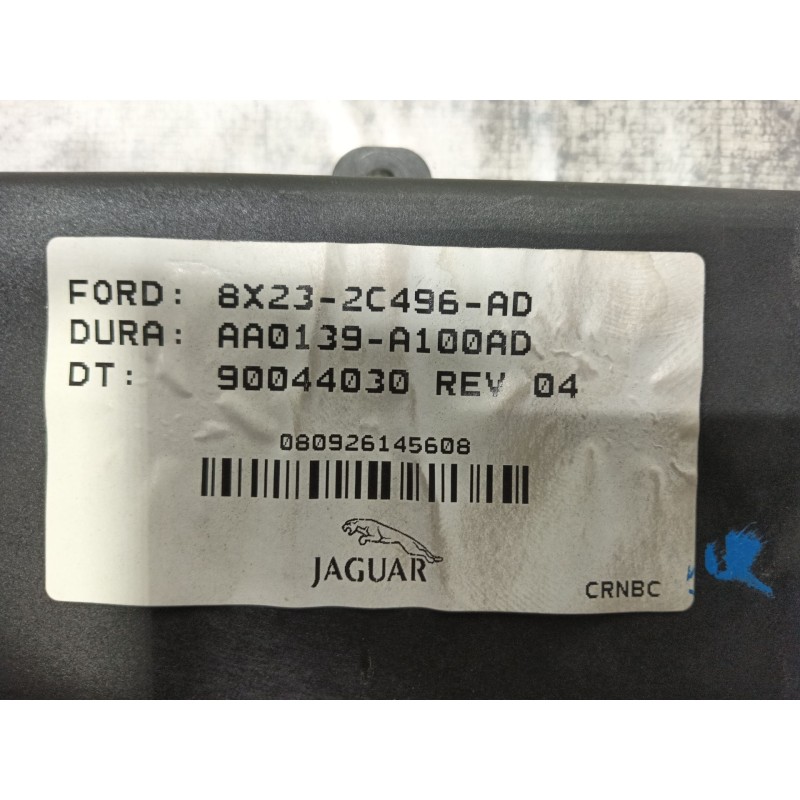 FORD: 8X23-2C496-AD
DURA: AA0139-A100AD
DT: 90044030 REV 04
080926145608
JAGUAR
CRNBC